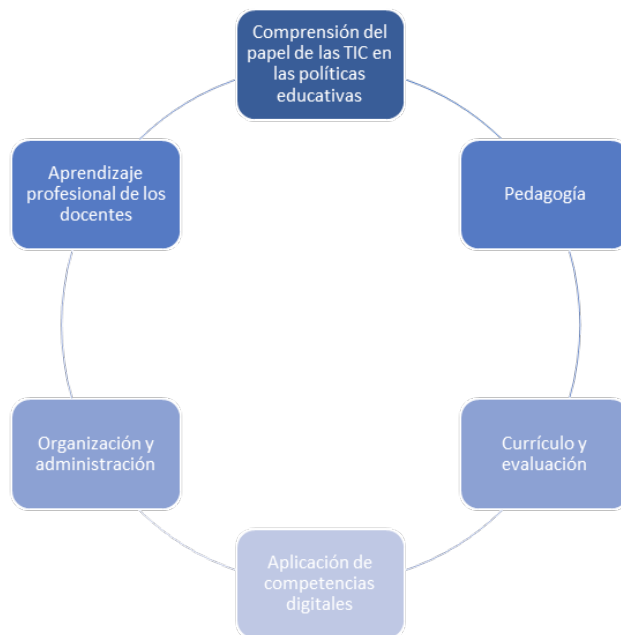 Comprensión del
papel de las TIC en
las políticas
educativas
Pedagogía
Currículo y
evaluación
Aplicación de
competencias
digitales
Organización y
administración
Aprendizaje
profesional de los
docentes